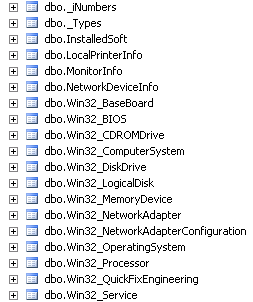 dbo._iNumbers
dbo._Types
dbo.InstalledSoft
dbo.LocalPrinterInfo
dbo.MonitorInfo
dbo.NetworkDeviceInfo
dbo.Win32_BaseBoard
dbo.Win32_BIOS
dbo.Win32_CDROMDrive
dbo.Win32_ComputerSystem
dbo.Win32_DiskDrive
dbo.Win32_LogicalDisk
dbo.Win32_MemoryDevice
dbo.Win32_NetworkAdapter
dbo.Win32_NetworkAdapterConfiguration
dbo.Win32_OperatingSystem
dbo.Win32_Processor
dbo.Win32_QuickFixEngineering
dbo.Win32_Service